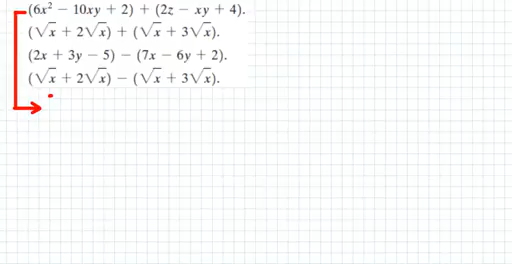 (6x² − 10xy + 2) + (2z − xy + 4).
(√x + 2√x) + (√x + 3√x).
(2x + 3y − 5) − (7x − 6y + 2).
(√x + 2√x) − (√x + 3√x).